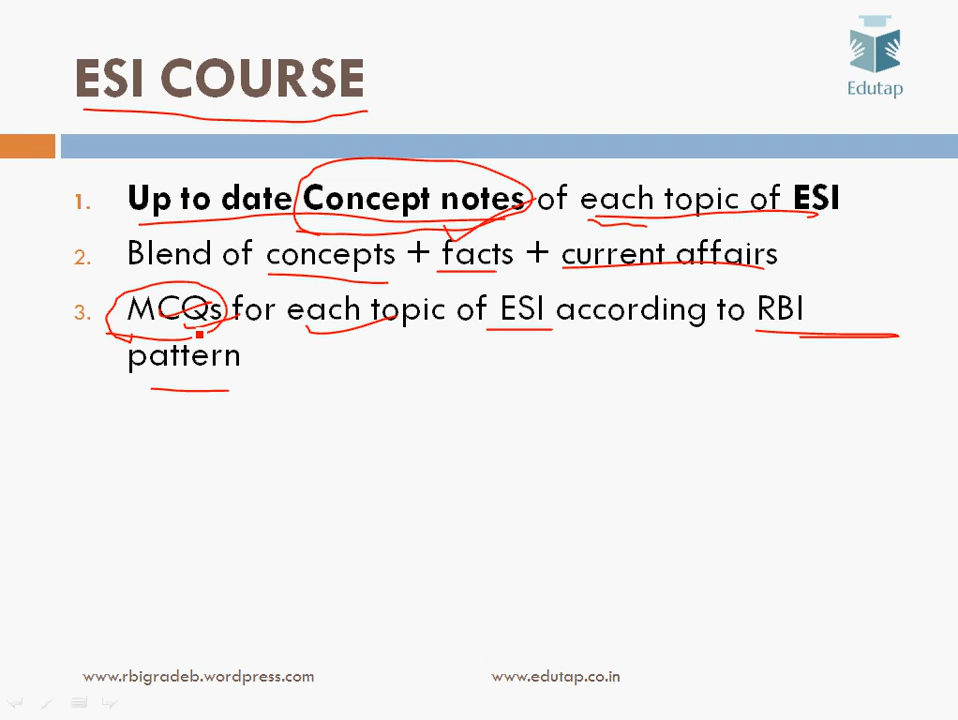 ESI COURSE
Edutap
1. Up to date Concept notes of each topic of ESI
2. Blend of concepts + facts + current affairs
3. MCQs for each topic of ESI according to RBI
pattern
www.rbigradeb.wordpress.com www.edutap.co.in